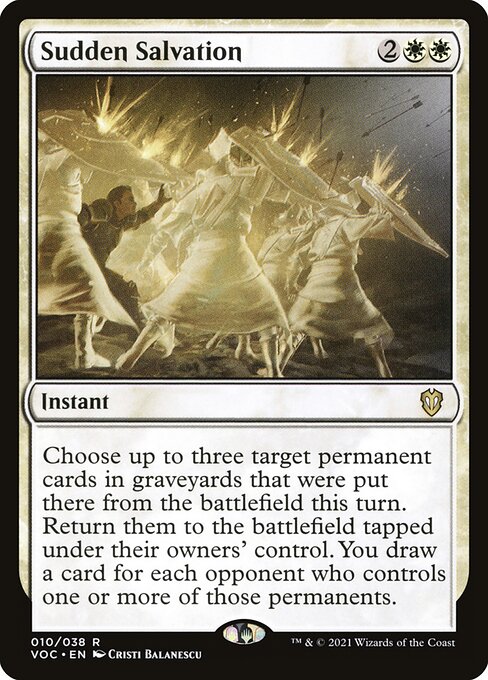 Sudden Salvation 2
Instant
Choose up to three target permanent
cards in graveyards that were put
there from the battlefield this turn.
Return them to the battlefield tapped
under their owners’ control. You draw
a card for each opponent who controls
one or more of those permanents.
010/038 R
VOC • EN Cristi Balanescu
™ & © 2021 Wizards of the Coast